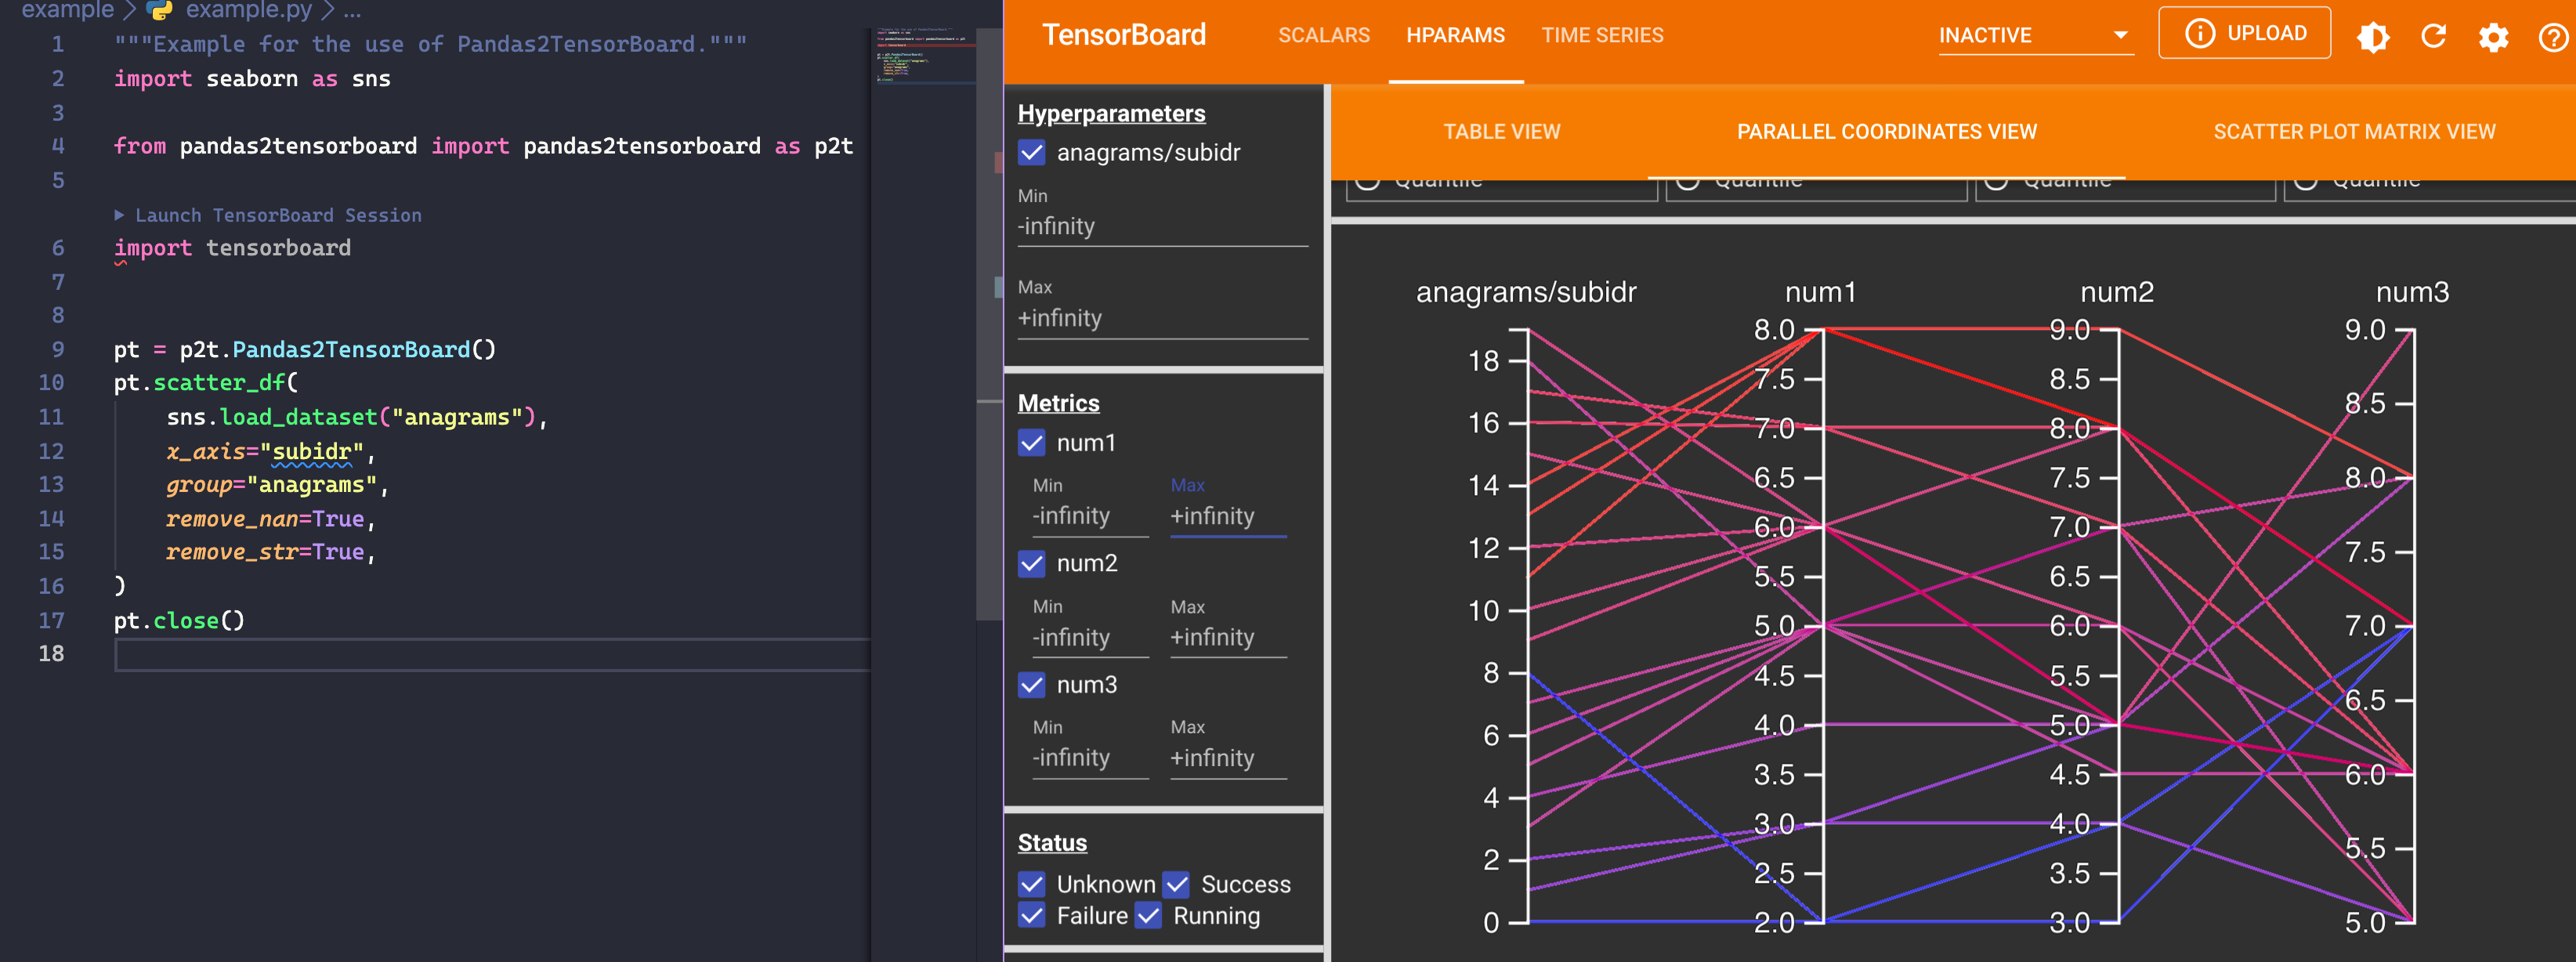 example > example.py > ...
1 """Example for the use of Pandas2TensorBoard."""
2 import seaborn as sns
3
4 from pandas2tensorboard import pandas2tensorboard as p2t
5
▶ Launch TensorBoard Session
6 import tensorboard
7
8
9 pt = p2t.Pandas2TensorBoard()
10 pt.scatter_df(
11 sns.load_dataset("anagrams"),
12 x_axis="subidr",
13 group="anagrams",
14 remove_nan=True,
15 remove_str=True,
16 )
17 pt.close()
18
TensorBoard SCALARS HPARAMS TIME SERIES INACTIVE UPLOAD
Hyperparameters
anagrams/subidr
Min
-infinity
Max
+infinity
Metrics
num1
Min Max
-infinity +infinity
num2
Min Max
-infinity +infinity
num3
Min Max
-infinity +infinity
Status
Unknown Success
Failure Running
TABLE VIEW PARALLEL COORDINATES VIEW SCATTER PLOT MATRIX VIEW
Quantile Quantile Quantile Quantile
anagrams/subidr num1 num2 num3
18
16
14
12
10
8
6
4
2
0
8.0
7.5
7.0
6.5
6.0
5.5
5.0
4.5
4.0
3.5
3.0
2.5
2.0
9.0
8.5
8.0
7.5
7.0
6.5
6.0
5.5
5.0
4.5
4.0
3.5
3.0
9.0
8.5
8.0
7.5
7.0
6.5
6.0
5.5
5.0